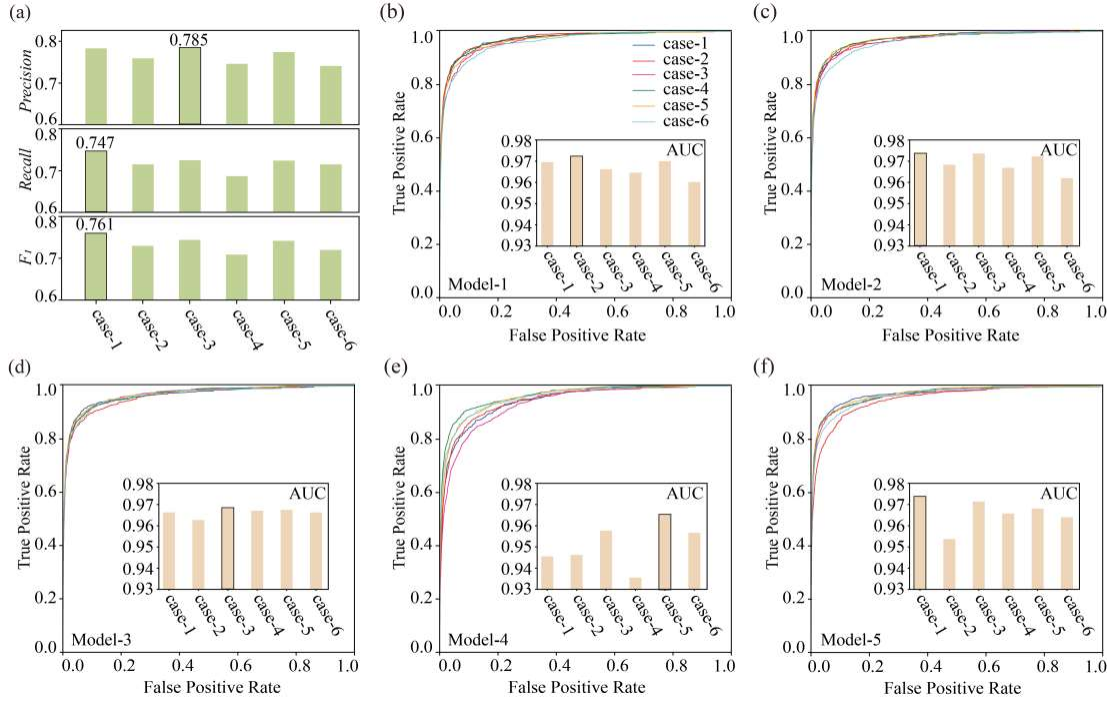 (a)
0.8
0.7
0.6
Precision
0.785
0.8
0.7
0.6
Recall
0.747
0.8
0.7
0.6
F1
0.761
case-1
case-2
case-3
case-4
case-5
case-6
(b)
1.0
0.8
0.6
0.4
0.2
0.0
True Positive Rate
case-1
case-2
case-3
case-4
case-5
case-6
AUC
0.98
0.97
0.96
0.95
0.94
0.93
case-1
case-2
case-3
case-4
case-5
case-6
Model-1
0.0 0.2 0.4 0.6 0.8 1.0
False Positive Rate
(c)
1.0
0.8
0.6
0.4
0.2
0.0
True Positive Rate
AUC
0.98
0.97
0.96
0.95
0.94
0.93
case-1
case-2
case-3
case-4
case-5
case-6
Model-2
0.0 0.2 0.4 0.6 0.8 1.0
False Positive Rate
(d)
1.0
0.8
0.6
0.4
0.2
0.0
True Positive Rate
AUC
0.98
0.97
0.96
0.95
0.94
0.93
case-1
case-2
case-3
case-4
case-5
case-6
Model-3
0.0 0.2 0.4 0.6 0.8 1.0
False Positive Rate
(e)
1.0
0.8
0.6
0.4
0.2
0.0
True Positive Rate
AUC
0.98
0.97
0.96
0.95
0.94
0.93
case-1
case-2
case-3
case-4
case-5
case-6
Model-4
0.0 0.2 0.4 0.6 0.8 1.0
False Positive Rate
(f)
1.0
0.8
0.6
0.4
0.2
0.0
True Positive Rate
AUC
0.98
0.97
0.96
0.95
0.94
0.93
case-1
case-2
case-3
case-4
case-5
case-6
Model-5
0.0 0.2 0.4 0.6 0.8 1.0
False Positive Rate